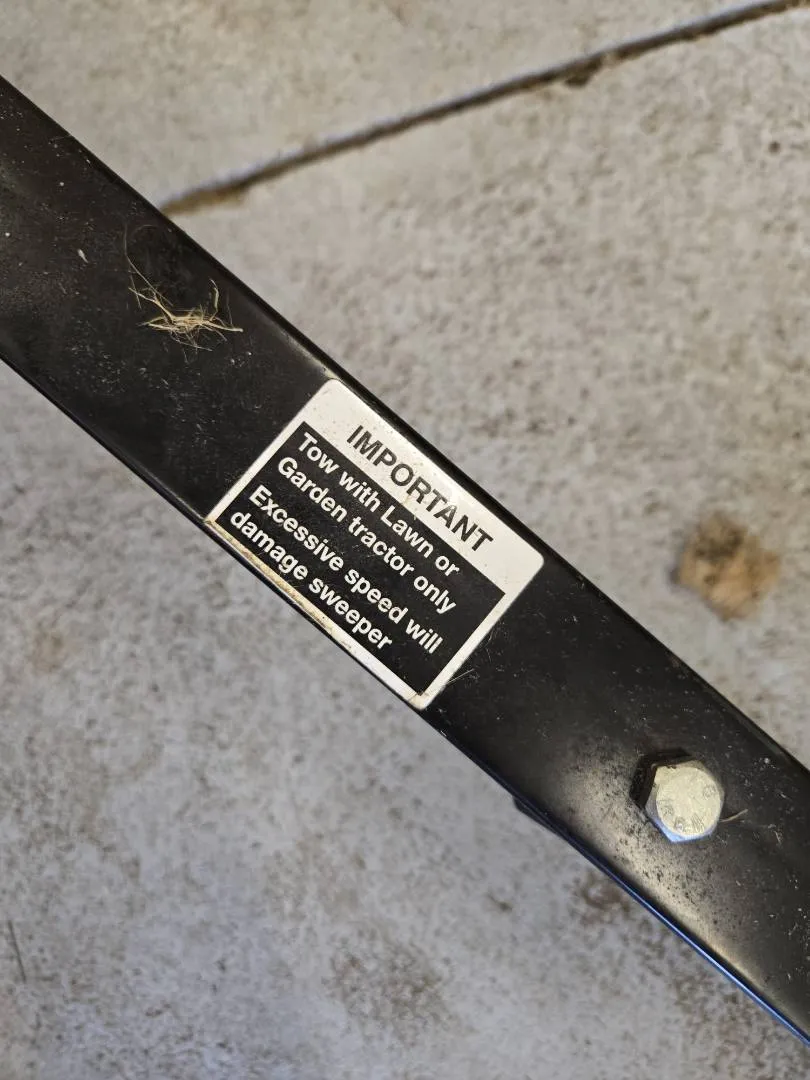 IMPORTANT
Tow with Lawn or
Garden tractor only
Excessive speed will
damage sweeper